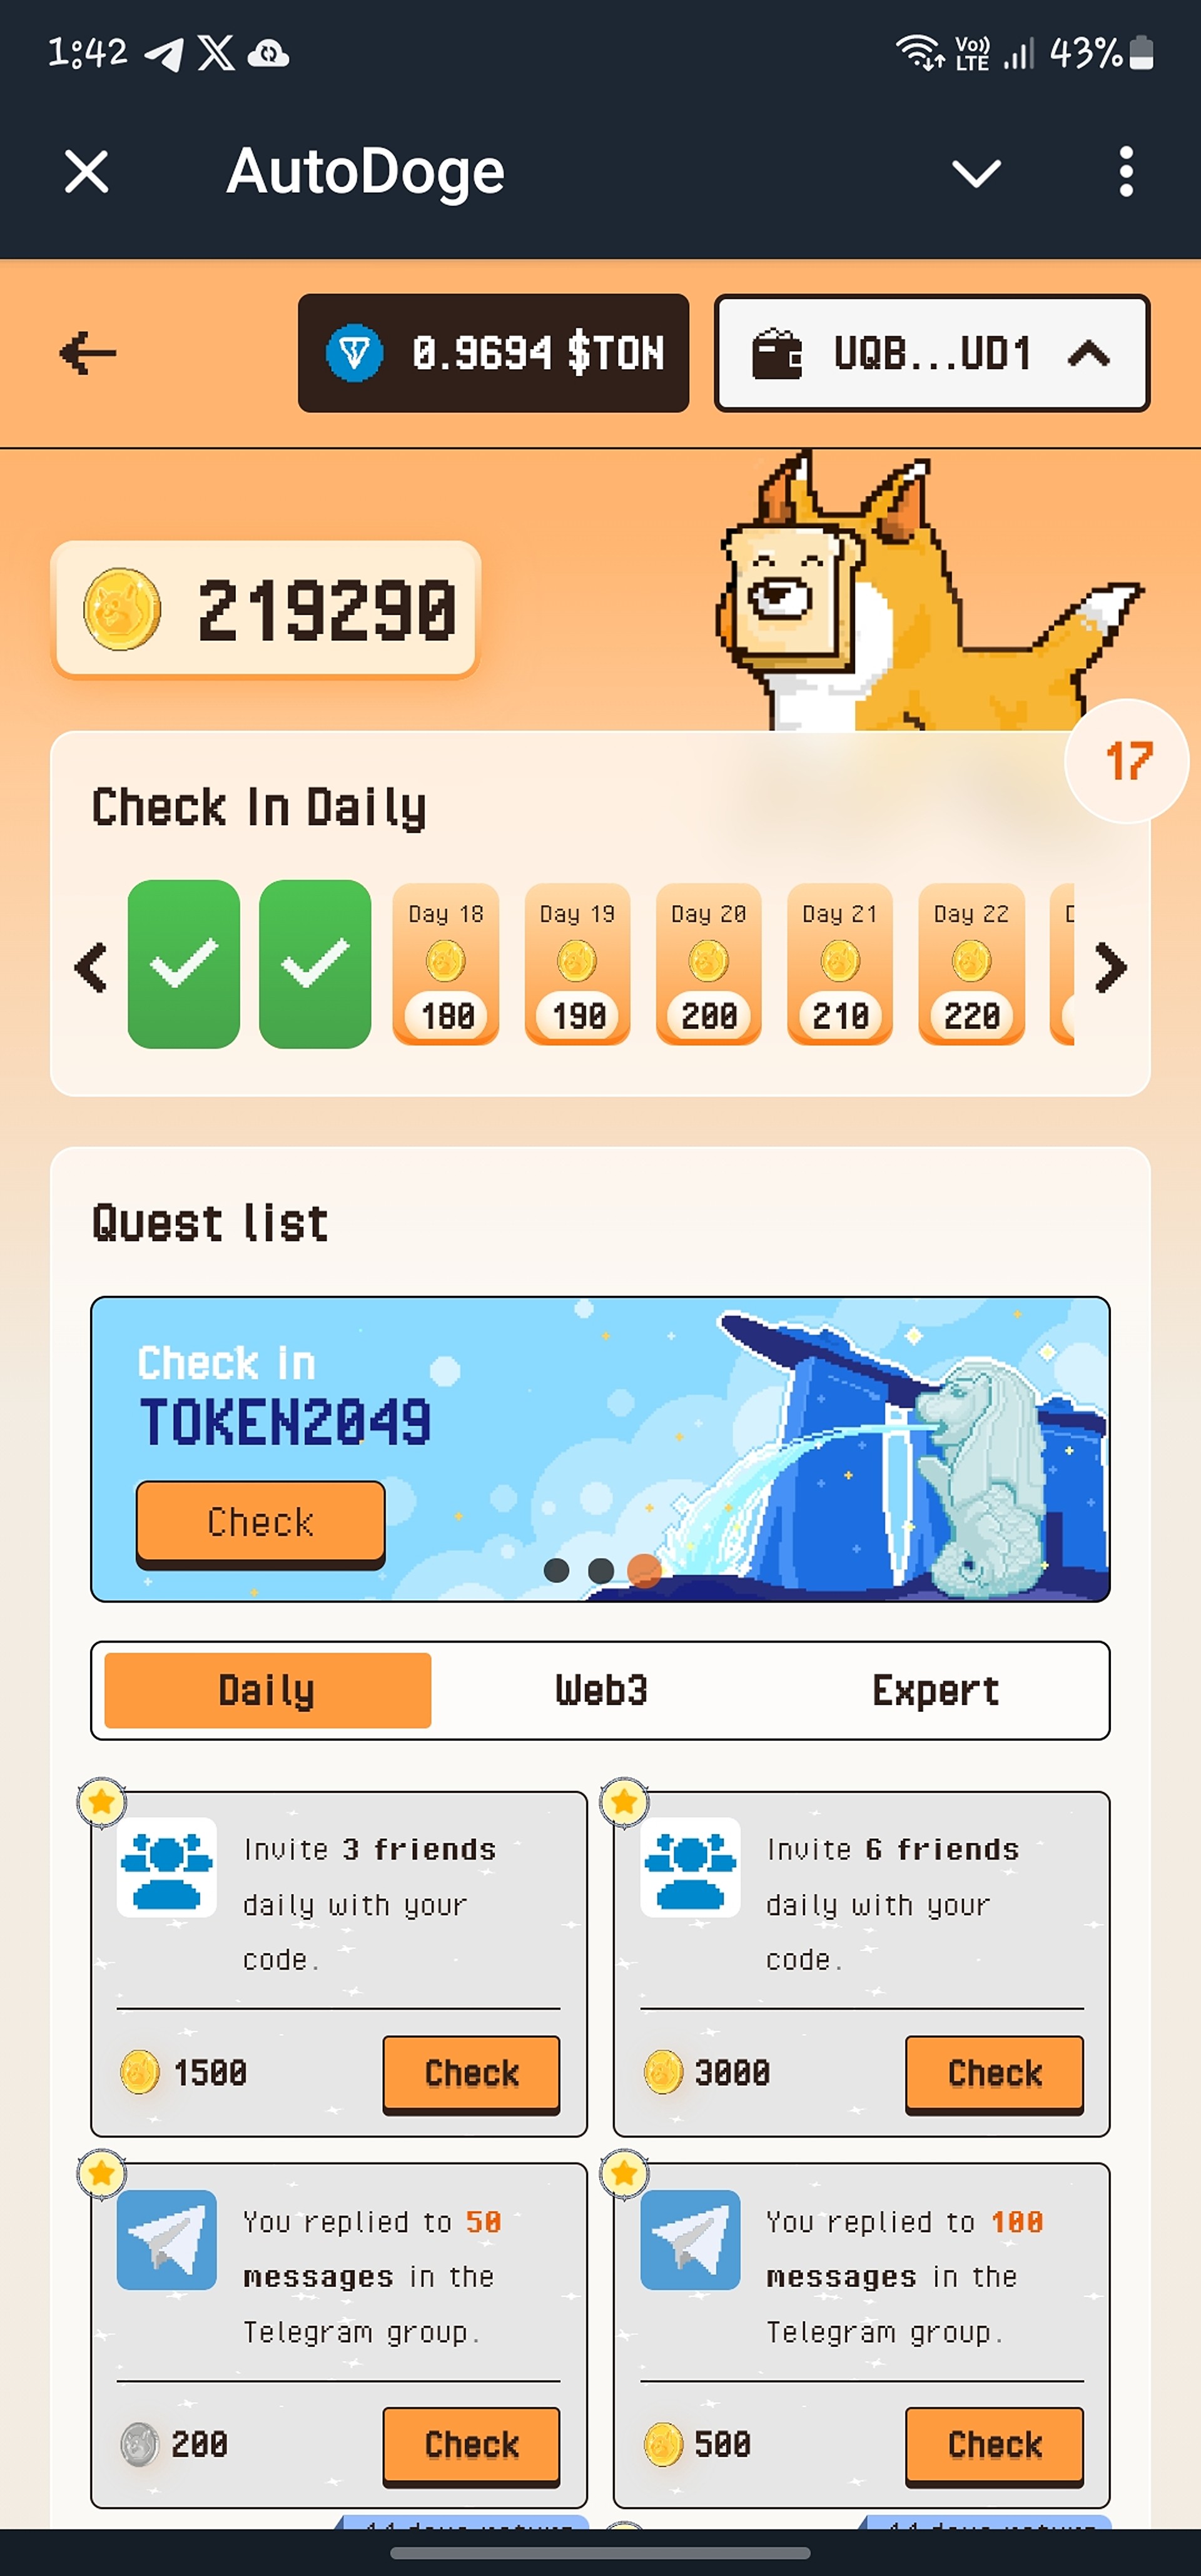 1:42
Vo))
LTE
43%
AutoDoge
0.9694 $TON
UQB...UD1
219290
17
Check In Daily
Day 18
Day 19
Day 20
Day 21
Day 22
180
190
200
210
220
Quest list
Check in
TOKEN2049
Check
Daily
Web3
Expert
Invite 3 friends
daily with your
code.
1500
Check
Invite 6 friends
daily with your
code.
3000
Check
You replied to 50
messages in the
Telegram group.
200
Check
You replied to 100
messages in the
Telegram group.
500
Check